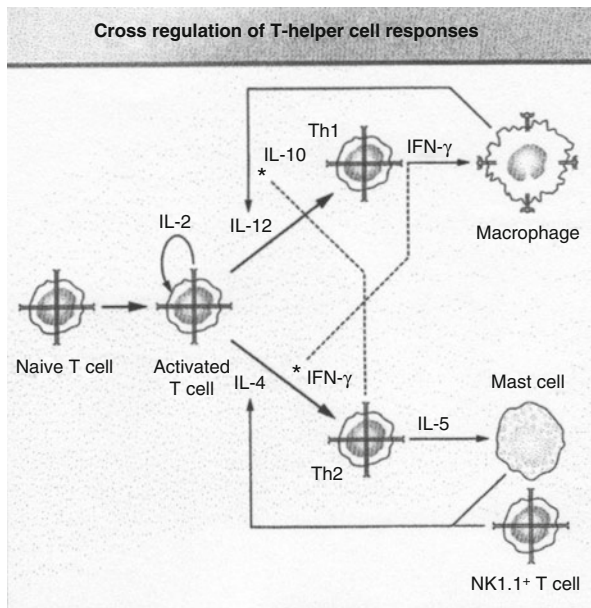 Cross regulation of T-helper cell responses
Th1
IL-10
*
IFN-γ
IL-2
IL-12
Macrophage
Naive T cell
Activated
T cell
* IFN-γ
IL-4
Mast cell
IL-5
Th2
NK1.1⁺ T cell